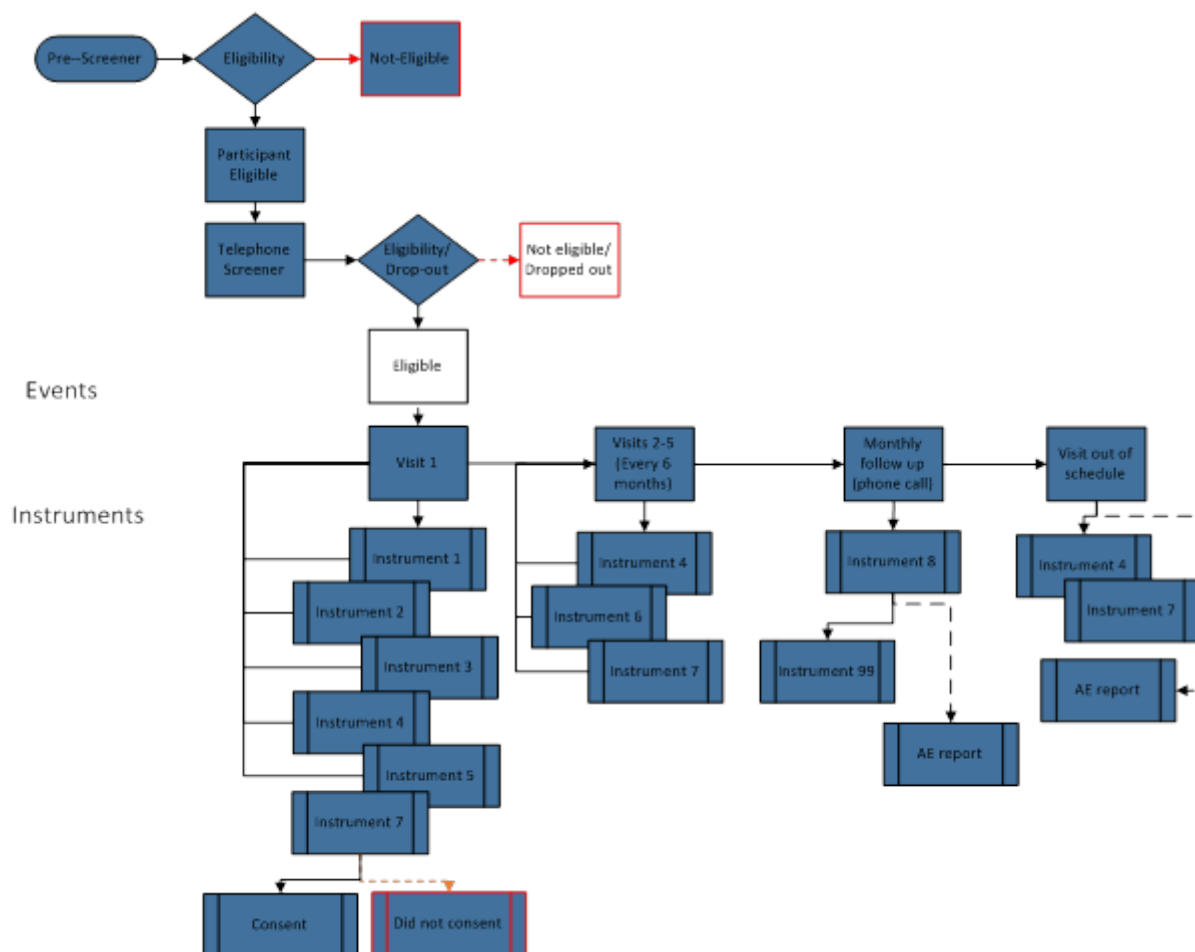 Pre--Screener
Eligibility
Not-Eligible
Participant
Eligible
Telephone
Screener
Eligibility/
Drop-out
Not eligible/
Dropped out
Eligible
Events
Visit 1
Visits 2-5
(Every 6
months)
Monthly
follow up
(phone call)
Visit out of
schedule
Instruments
Instrument 1
Instrument 2
Instrument 3
Instrument 4
Instrument 5
Instrument 7
Consent
Did not consent
Instrument 4
Instrument 6
Instrument 7
Instrument 8
Instrument 99
AE report
Instrument 4
Instrument 7
AE report